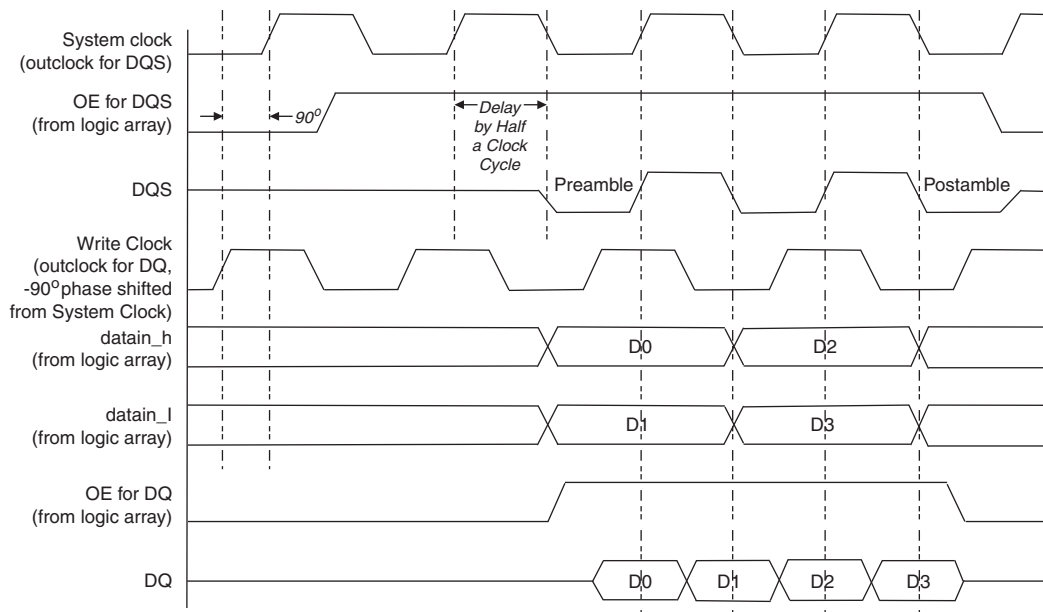 System clock
(outclock for DQS)
OE for DQS
(from logic array)
90°
Delay
by Half
a Clock
Cycle
DQS
Preamble
Postamble
Write Clock
(outclock for DQ,
-90° phase shifted
from System Clock)
datain_h
(from logic array)
D0
D2
datain_l
(from logic array)
D1
D3
OE for DQ
(from logic array)
DQ
D0
D1
D2
D3